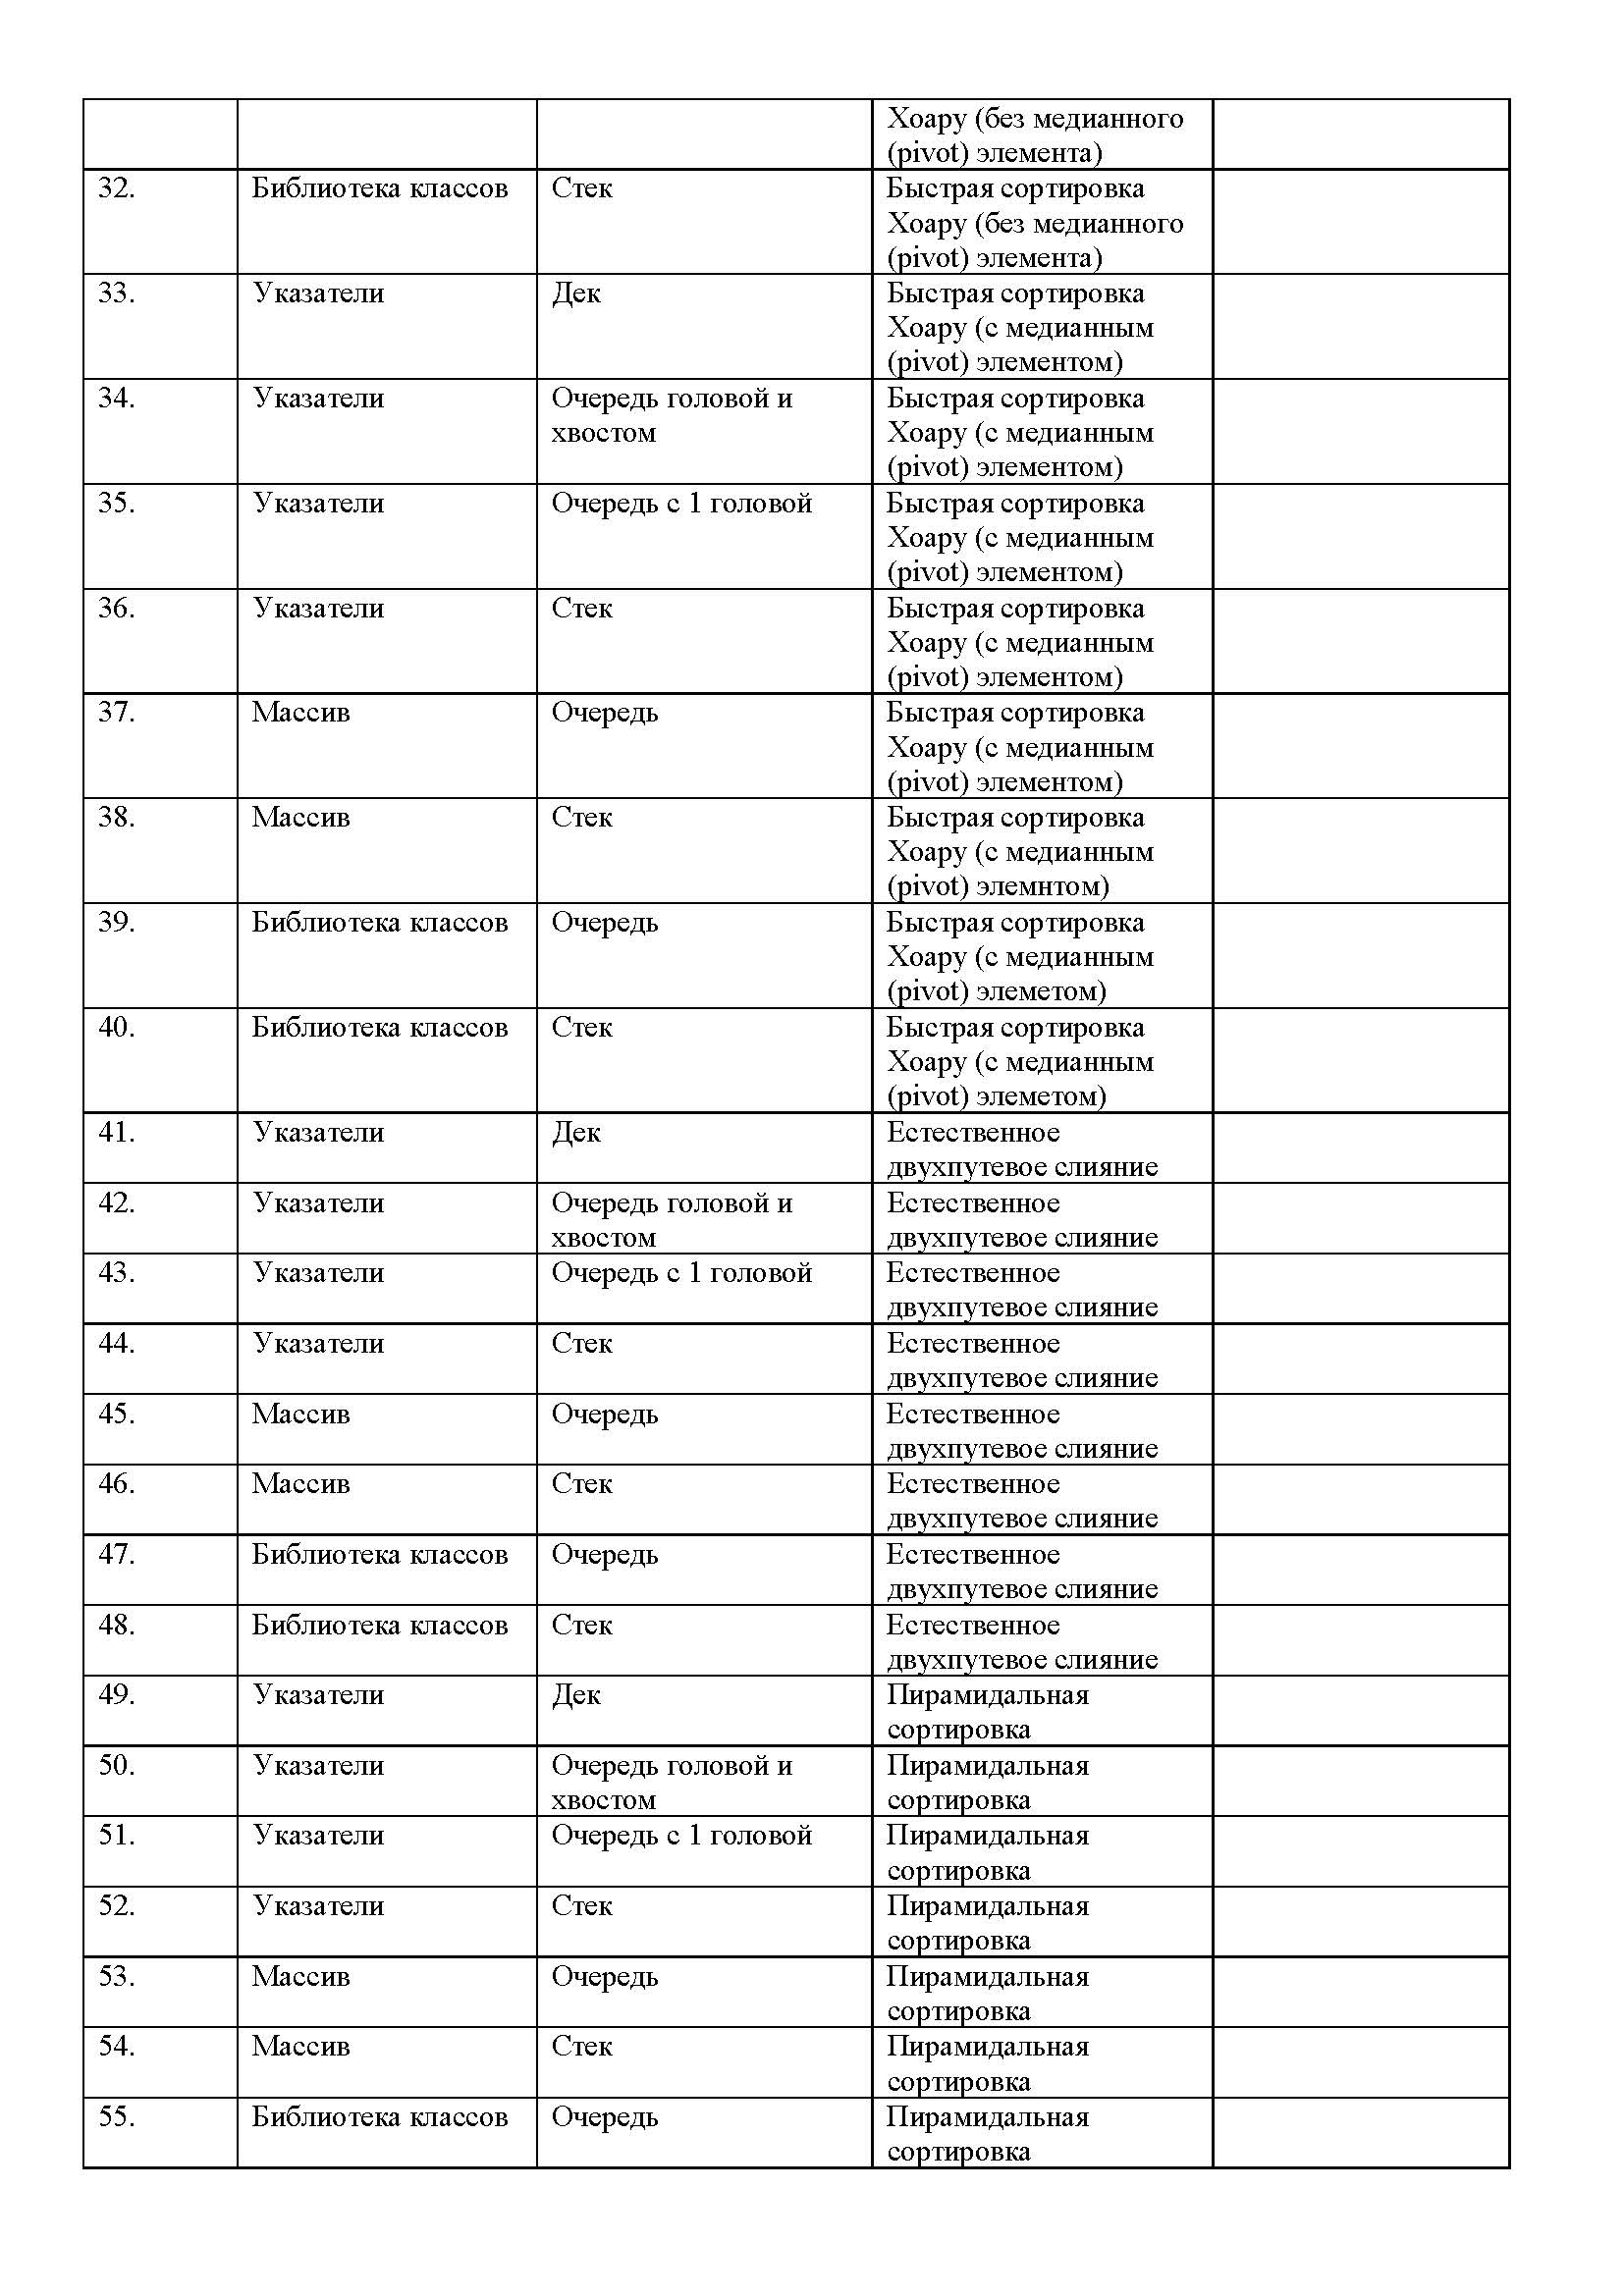 Хоару (без медианного
(pivot) элемента)
32. Библиотека классов Стек Быстрая сортировка
Хоару (без медианного
(pivot) элемента)
33. Указатели Дек Быстрая сортировка
Хоару (с медианным
(pivot) элементом)
34. Указатели Очередь головой и Быстрая сортировка
хвостом Хоару (с медианным
(pivot) элементом)
35. Указатели Очередь с 1 головой Быстрая сортировка
Хоару (с медианным
(pivot) элементом)
36. Указатели Стек Быстрая сортировка
Хоару (с медианным
(pivot) элементом)
37. Массив Очередь Быстрая сортировка
Хоару (с медианным
(pivot) элементом)
38. Массив Стек Быстрая сортировка
Хоару (с медианным
(pivot) элемнтом)
39. Библиотека классов Очередь Быстрая сортировка
Хоару (с медианным
(pivot) элеметом)
40. Библиотека классов Стек Быстрая сортировка
Хоару (с медианным
(pivot) элеметом)
41. Указатели Дек Естественное
двухпутевое слияние
42. Указатели Очередь головой и Естественное
хвостом двухпутевое слияние
43. Указатели Очередь с 1 головой Естественное
двухпутевое слияние
44. Указатели Стек Естественное
двухпутевое слияние
45. Массив Очередь Естественное
двухпутевое слияние
46. Массив Стек Естественное
двухпутевое слияние
47. Библиотека классов Очередь Естественное
двухпутевое слияние
48. Библиотека классов Стек Естественное
двухпутевое слияние
49. Указатели Дек Пирамидальная
сортировка
50. Указатели Очередь головой и Пирамидальная
хвостом сортировка
51. Указатели Очередь с 1 головой Пирамидальная
сортировка
52. Указатели Стек Пирамидальная
сортировка
53. Массив Очередь Пирамидальная
сортировка
54. Массив Стек Пирамидальная
сортировка
55. Библиотека классов Очередь Пирамидальная
сортировка